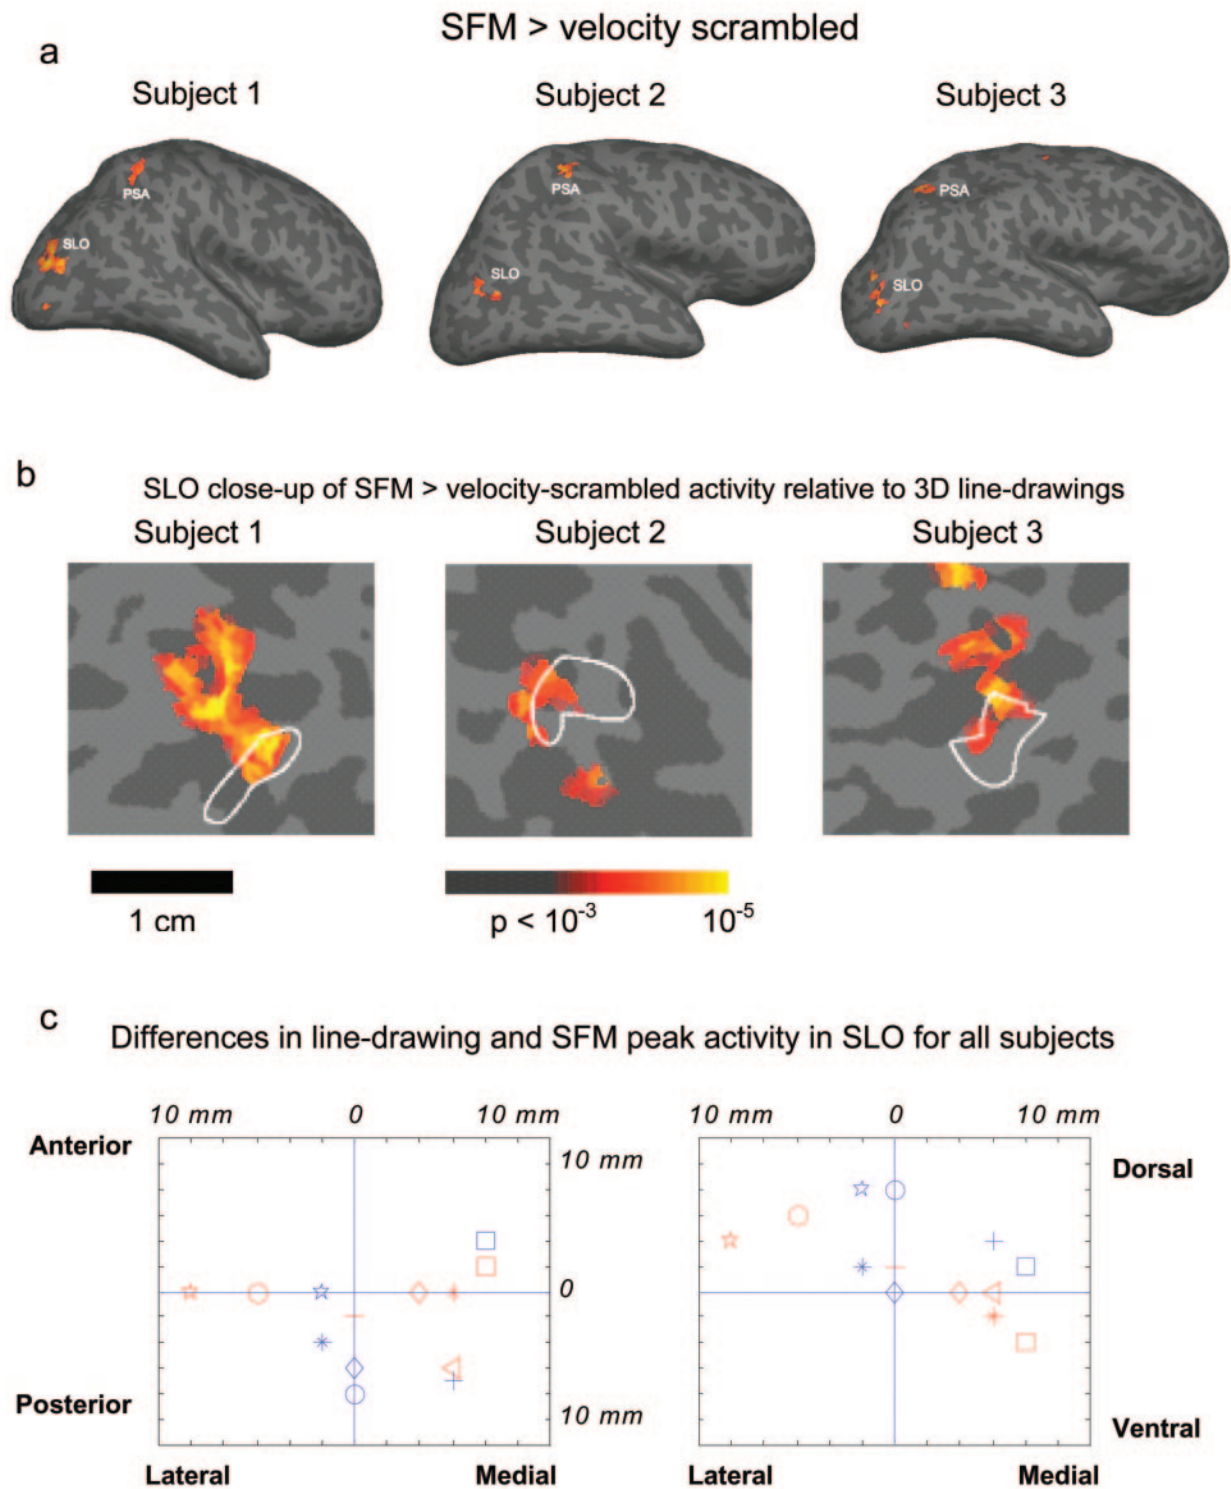 SFM > velocity scrambled
a
Subject 1
Subject 2
Subject 3
PSA
SLO
PSA
SLO
PSA
SLO
b
SLO close-up of SFM > velocity-scrambled activity relative to 3D line-drawings
Subject 1
Subject 2
Subject 3
1 cm
p < 10⁻³
10⁻⁵
c
Differences in line-drawing and SFM peak activity in SLO for all subjects
10 mm 0 10 mm
10 mm 0 10 mm
Anterior
10 mm
Dorsal
0
Posterior
10 mm
Ventral
Lateral Medial
Lateral Medial